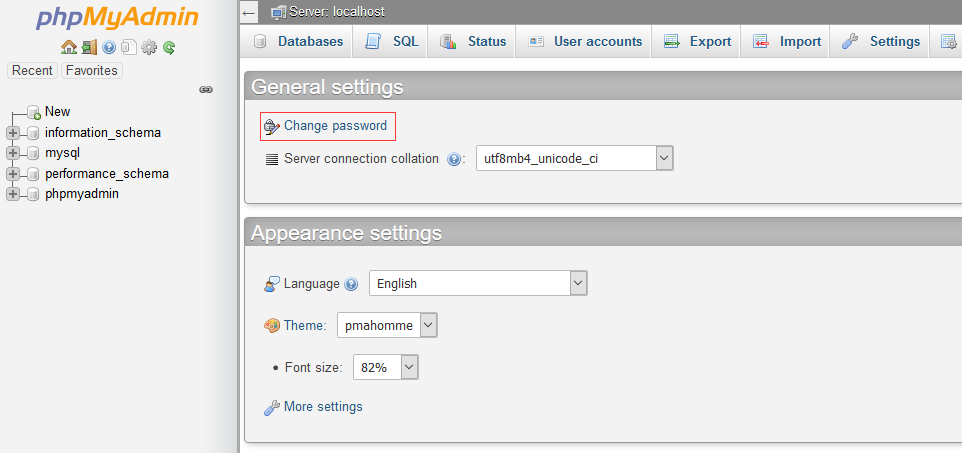 phpMyAdmin
Recent Favorites
New
information_schema
mysql
performance_schema
phpmyadmin
Server: localhost
Databases SQL Status User accounts Export Import Settings
General settings
Change password
Server connection collation : utf8mb4_unicode_ci
Appearance settings
Language English
Theme: pmahomme
• Font size: 82%
More settings